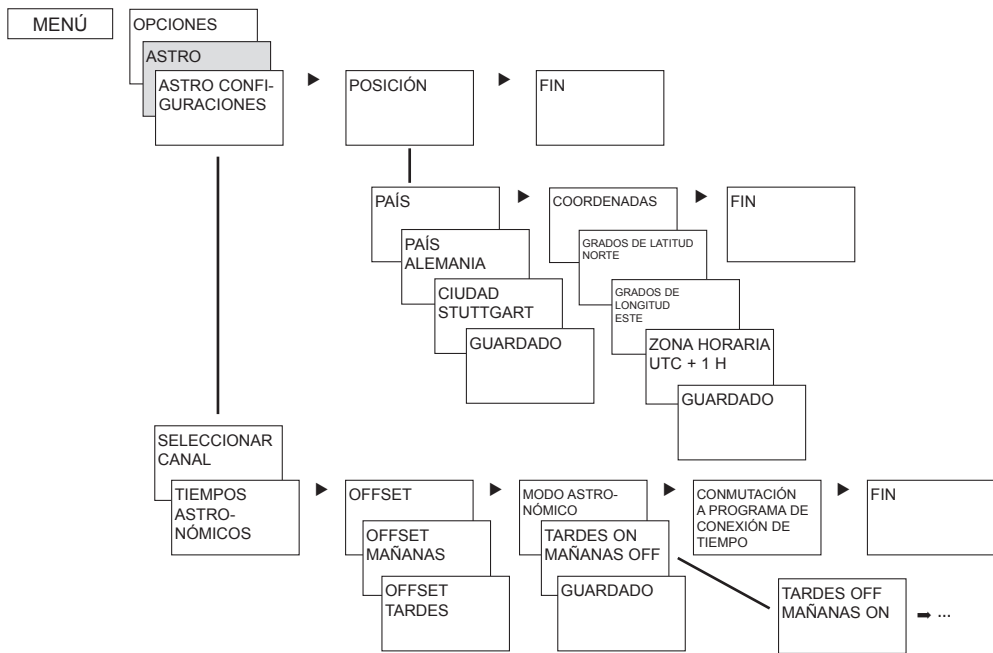 MENÚ
OPCIONES
ASTRO
ASTRO CONFI-
GURACIONES
POSICIÓN
FIN
PAÍS
PAÍS
ALEMANIA
CIUDAD
STUTTGART
GUARDADO
COORDENADAS
GRADOS DE LATITUD
NORTE
GRADOS DE
LONGITUD
ESTE
ZONA HORARIA
UTC + 1 H
GUARDADO
FIN
SELECCIONAR
CANAL
TIEMPOS
ASTRO-
NÓMICOS
OFFSET
OFFSET
MAÑANAS
OFFSET
TARDES
MODO ASTRO-
NÓMICO
TARDES ON
MAÑANAS OFF
GUARDADO
CONMUTACIÓN
A PROGRAMA DE
CONEXIÓN DE
TIEMPO
FIN
TARDES OFF
MAÑANAS ON
➡ ...